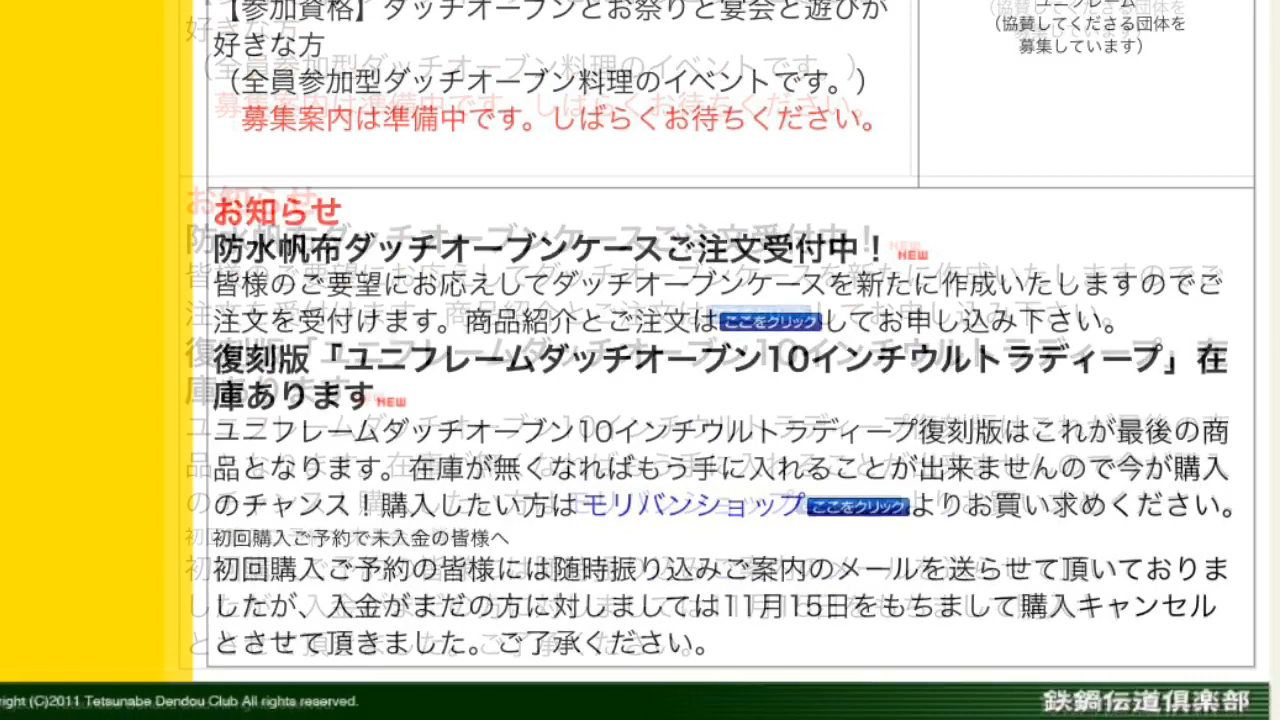 【参加資格】ダッチオーブンとお祭りと宴会と遊びが
好きな方
（全員参加型ダッチオーブン料理のイベントです。）
募集案内は準備中です。しばらくお待ちください。
ユニフレーム
（協賛してくださる団体を
募集しています）
お知らせ
防水帆布ダッチオーブンケースご注文受付中！NEW
皆様のご要望にお応えしてダッチオーブンケースを新たに作成いたしますのでご
注文を受付けます。商品紹介とご注文はここをクリックしてお申し込み下さい。
復刻版「ユニフレームダッチオーブン10インチウルトラディープ」在
庫あります NEW
ユニフレームダッチオーブン10インチウルトラディープ復刻版はこれが最後の商
品となります。在庫が無くなればもう手に入れることが出来ませんので今が購入
のチャンス！購入したい方はモリバンショップここをクリックよりお買い求めください。
初回購入ご予約で未入金の皆様へ
初回購入ご予約の皆様には随時振り込みご案内のメールを送らせて頂いておりま
したが、入金がまだの方に対しましては11月15日をもちまして購入キャンセル
とさせて頂きました。ご了承ください。
right (C)2011 Tetsunabe Dendou Club All rights reserved.
鉄鍋伝道倶楽部